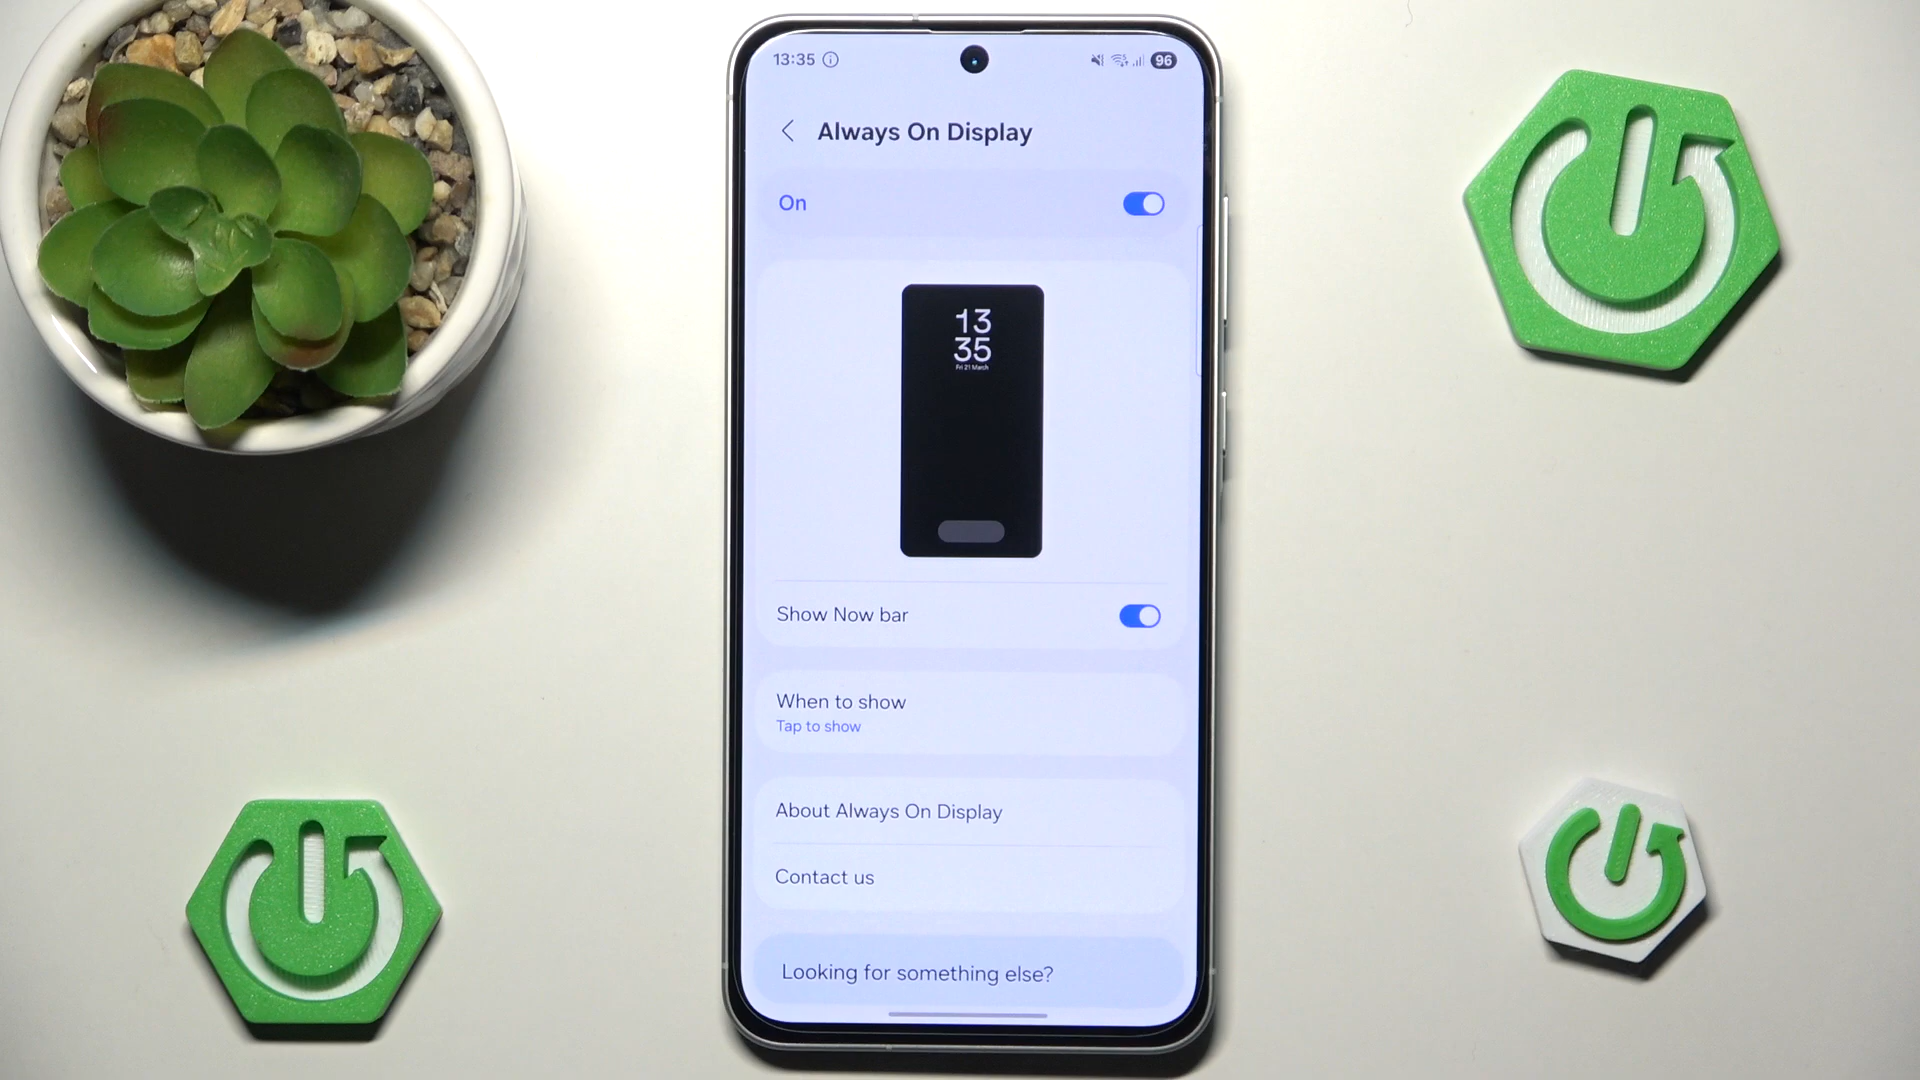 13:35
96
Always On Display
On
13
35
Fri 21 March
Show Now bar
When to show
Tap to show
About Always On Display
Contact us
Looking for something else?